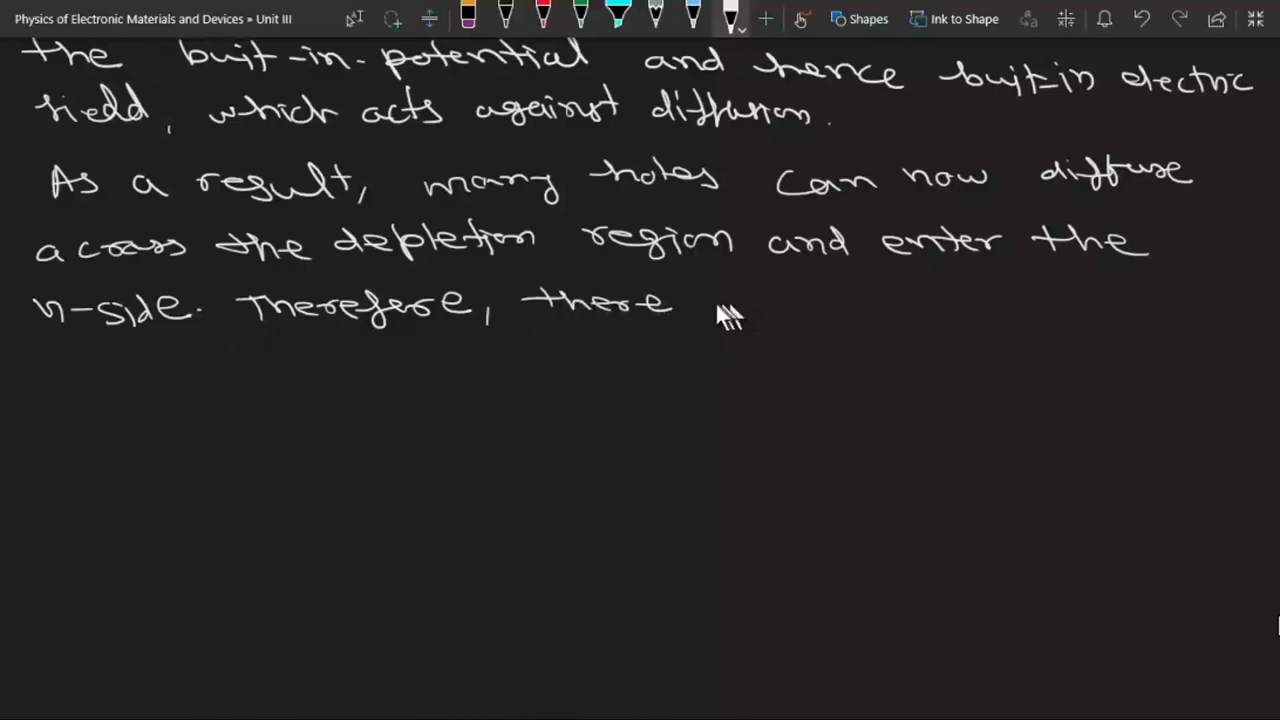 Physics of Electronic Materials and Devices » Unit III
Shapes
Ink to Shape
the built-in-potential and hence built-in electric
field, which acts against diffusion.
As a result, many holes can now diffuse
across the depletion region and enter the
n-side. Therefore, there